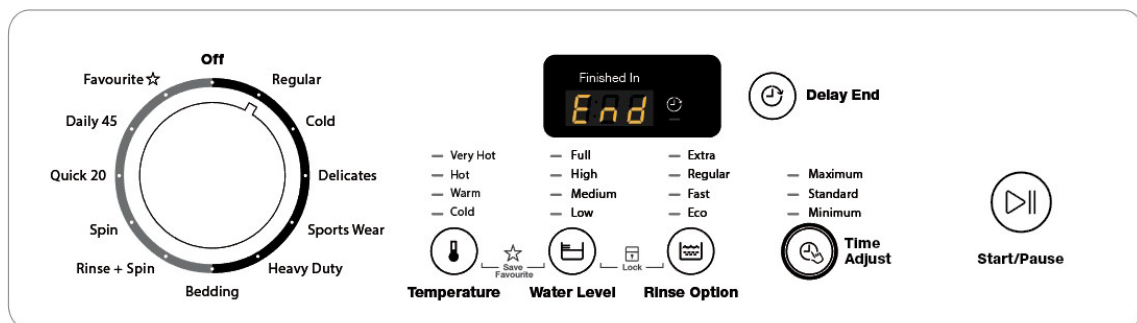 Off
Favourite
Regular
Daily 45
Cold
Quick 20
Delicates
Spin
Sports Wear
Rinse + Spin
Heavy Duty
Bedding
Finished In
End
Delay End
Very Hot
Hot
Warm
Cold
Full
High
Medium
Low
Extra
Regular
Fast
Eco
Maximum
Standard
Minimum
Save
Favourite
Lock
Temperature
Water Level
Rinse Option
Time
Adjust
Start/Pause